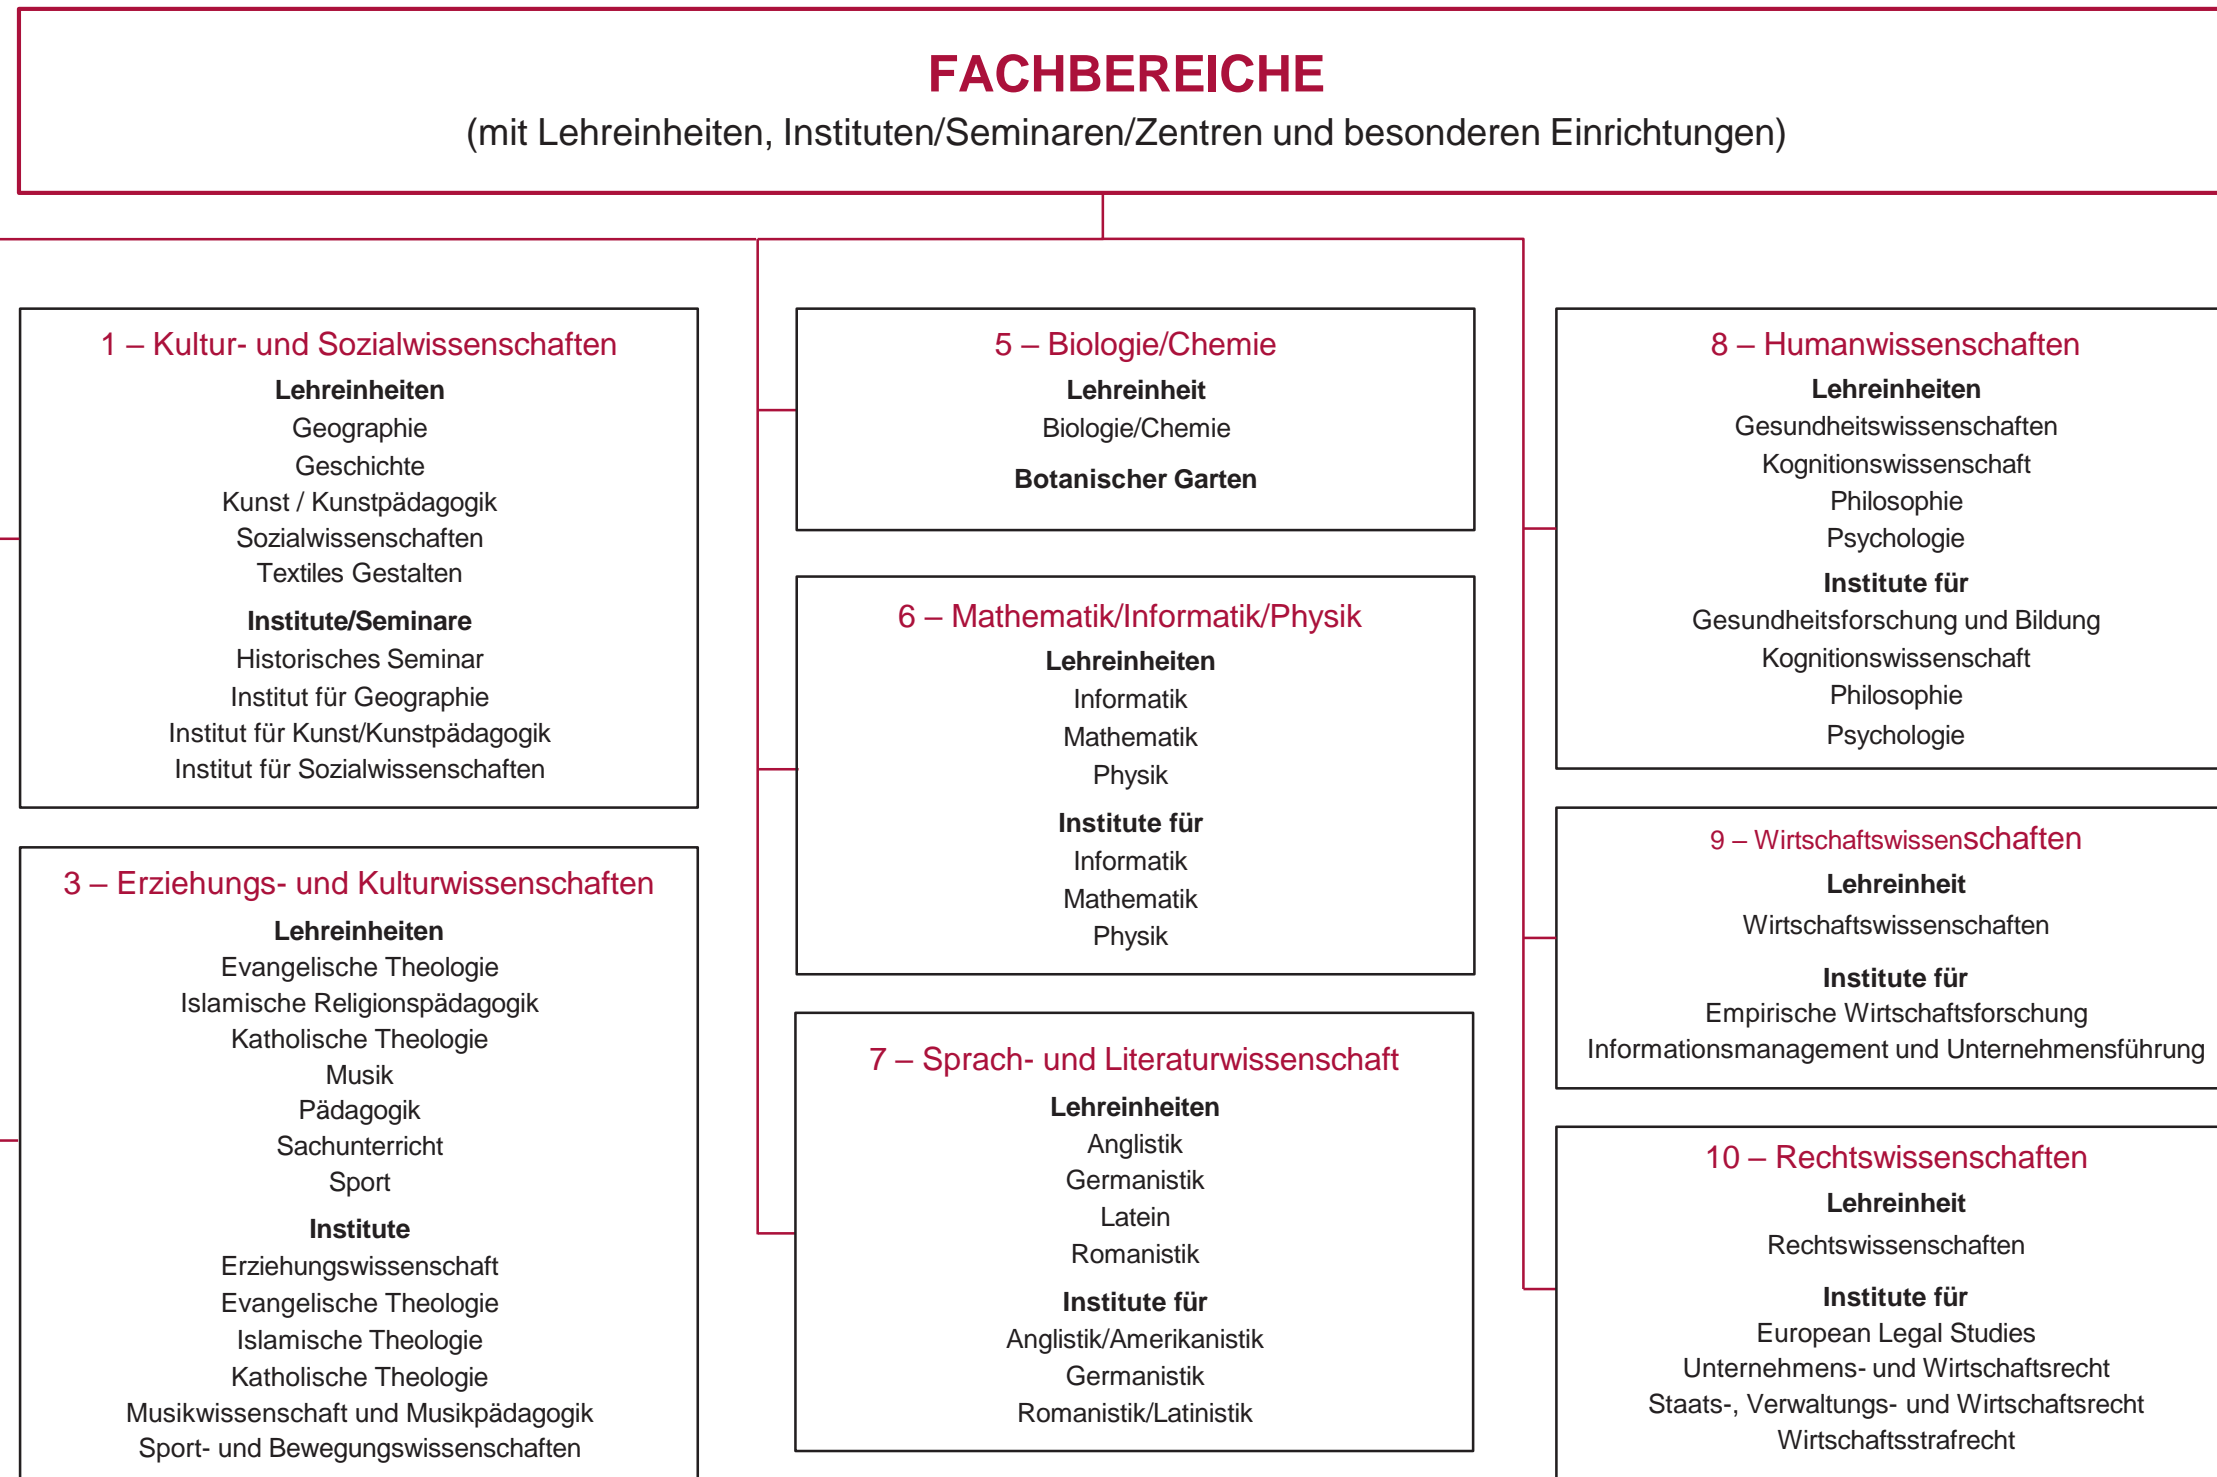 FACHBEREICHE
(mit Lehreinheiten, Instituten/Seminaren/Zentren und besonderen Einrichtungen)
1 – Kultur- und Sozialwissenschaften
Lehreinheiten
Geographie
Geschichte
Kunst / Kunstpädagogik
Sozialwissenschaften
Textiles Gestalten
Institute/Seminare
Historisches Seminar
Institut für Geographie
Institut für Kunst/Kunstpädagogik
Institut für Sozialwissenschaften
3 – Erziehungs- und Kulturwissenschaften
Lehreinheiten
Evangelische Theologie
Islamische Religionspädagogik
Katholische Theologie
Musik
Pädagogik
Sachunterricht
Sport
Institute
Erziehungswissenschaft
Evangelische Theologie
Islamische Theologie
Katholische Theologie
Musikwissenschaft und Musikpädagogik
Sport- und Bewegungswissenschaften
5 – Biologie/Chemie
Lehreinheit
Biologie/Chemie
Botanischer Garten
6 – Mathematik/Informatik/Physik
Lehreinheiten
Informatik
Mathematik
Physik
Institute für
Informatik
Mathematik
Physik
7 – Sprach- und Literaturwissenschaft
Lehreinheiten
Anglistik
Germanistik
Latein
Romanistik
Institute für
Anglistik/Amerikanistik
Germanistik
Romanistik/Latinistik
8 – Humanwissenschaften
Lehreinheiten
Gesundheitswissenschaften
Kognitionswissenschaft
Philosophie
Psychologie
Institute für
Gesundheitsforschung und Bildung
Kognitionswissenschaft
Philosophie
Psychologie
9 – Wirtschaftswissenschaften
Lehreinheit
Wirtschaftswissenschaften
Institute für
Empirische Wirtschaftsforschung
Informationsmanagement und Unternehmensführung
10 – Rechtswissenschaften
Lehreinheit
Rechtswissenschaften
Institute für
European Legal Studies
Unternehmens- und Wirtschaftsrecht
Staats-, Verwaltungs- und Wirtschaftsrecht
Wirtschaftsstrafrecht